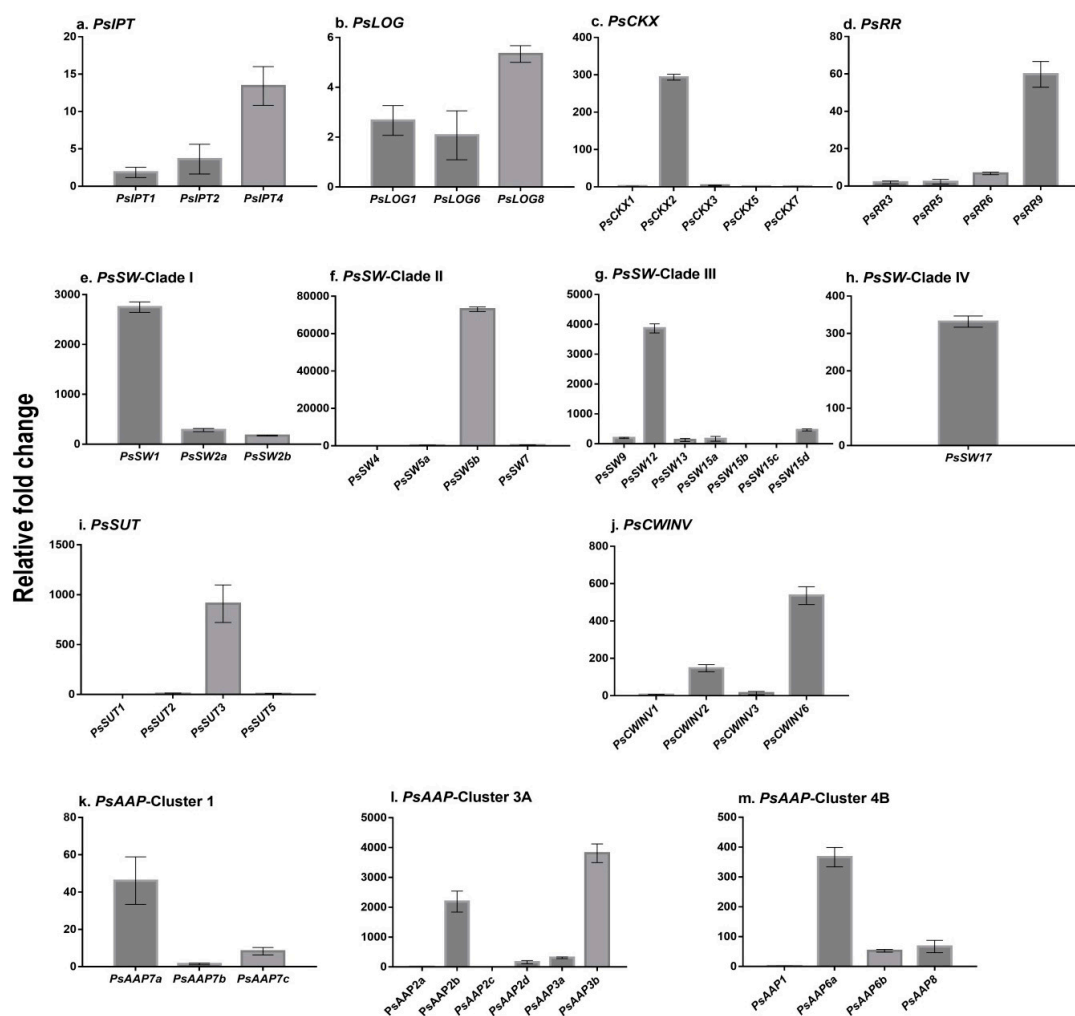 a. PsIPT
20
15
10
5
0
PsIPT1 PsIPT2 PsIPT4
b. PsLOG
6
4
2
0
PsLOG1 PsLOG6 PsLOG8
c. PsCKX
400
300
200
100
0
PsCKX1 PsCKX2 PsCKX3 PsCKX5 PsCKX7
d. PsRR
80
60
40
20
0
PsRR3 PsRR5 PsRR6 PsRR9
Relative fold change
e. PsSW-Clade I
3000
2000
1000
0
PsSW1 PsSW2a PsSW2b
f. PsSW-Clade II
80000
60000
40000
20000
0
PsSW4 PsSW5a PsSW5b PsSW7
g. PsSW-Clade III
5000
4000
3000
2000
1000
0
PsSW9 PsSW12 PsSW13 PsSW15a PsSW15b PsSW15c PsSW15d
h. PsSW-Clade IV
400
300
200
100
0
PsSW17
i. PsSUT
1500
1000
500
0
PsSUT1 PsSUT2 PsSUT3 PsSUT5
j. PsCWINV
800
600
400
200
0
PsCWINV1 PsCWINV2 PsCWINV3 PsCWINV6
k. PsAAP-Cluster 1
80
60
40
20
0
PsAAP7a PsAAP7b PsAAP7c
l. PsAAP-Cluster 3A
5000
4000
3000
2000
1000
0
PsAAP2a PsAAP2b PsAAP2c PsAAP2d PsAAP3a PsAAP3b
m. PsAAP-Cluster 4B
500
400
300
200
100
0
PsAAP1 PsAAP6a PsAAP6b PsAAP8